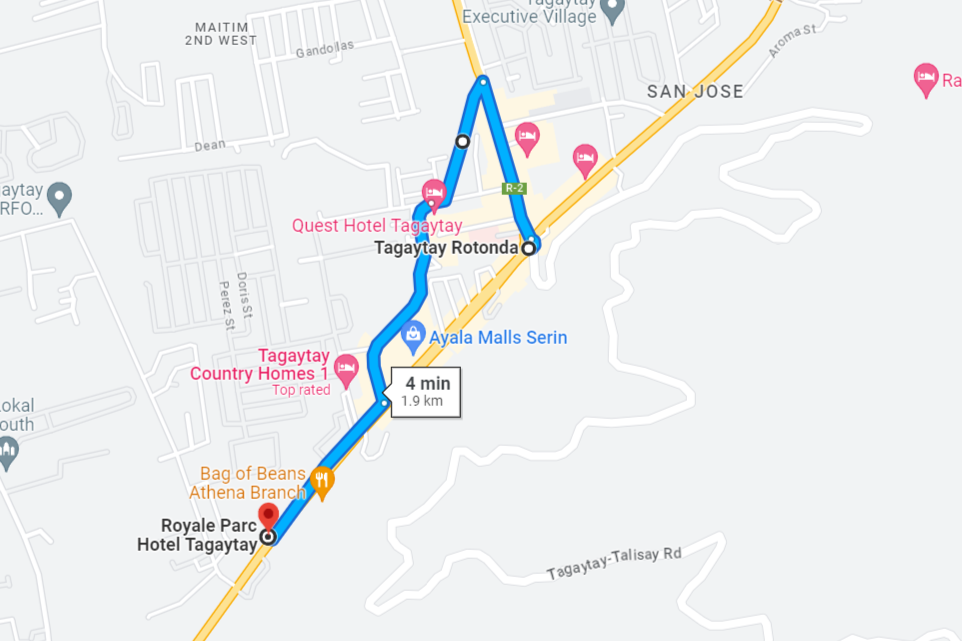 Tagaytay
Executive Village
MAITIM
2ND WEST
Gandollas
Aroma St
SAN JOSE
Ra
Dean
R-2
aytay
RFO...
Quest Hotel Tagaytay
Tagaytay Rotonda
Doris St
Perez St
Ayala Malls Serin
Tagaytay
Country Homes 1
Top rated
4 min
1.9 km
okal
outh
Bag of Beans
Athena Branch
Royale Parc
Hotel Tagaytay
Tagaytay-Talisay Rd